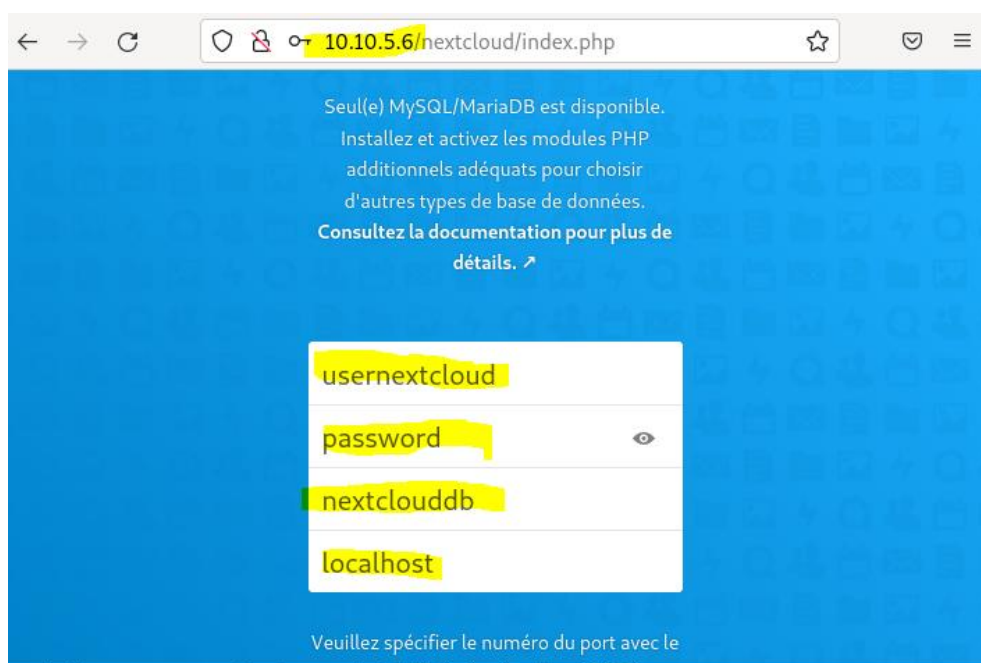 10.10.5.6/nextcloud/index.php
Seul(e) MySQL/MariaDB est disponible.
Installez et activez les modules PHP
additionnels adéquats pour choisir
d'autres types de base de données.
Consultez la documentation pour plus de
détails. ↗
usernextcloud
password
nextclouddb
localhost
Veuillez spécifier le numéro du port avec le